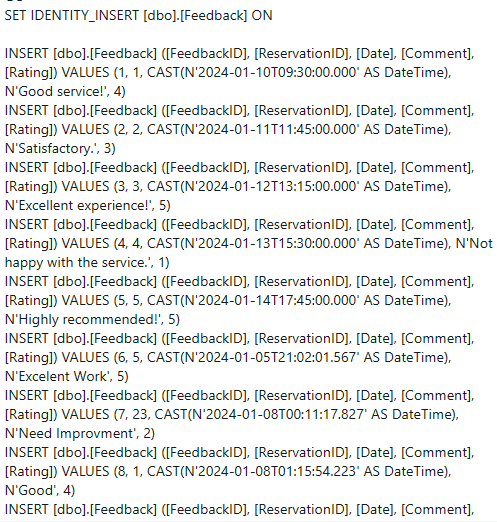 SET IDENTITY_INSERT [dbo].[Feedback] ON

INSERT [dbo].[Feedback] ([FeedbackID], [ReservationID], [Date], [Comment],
[Rating]) VALUES (1, 1, CAST(N'2024-01-10T09:30:00.000' AS DateTime),
N'Good service!', 4)
INSERT [dbo].[Feedback] ([FeedbackID], [ReservationID], [Date], [Comment],
[Rating]) VALUES (2, 2, CAST(N'2024-01-11T11:45:00.000' AS DateTime),
N'Satisfactory.', 3)
INSERT [dbo].[Feedback] ([FeedbackID], [ReservationID], [Date], [Comment],
[Rating]) VALUES (3, 3, CAST(N'2024-01-12T13:15:00.000' AS DateTime),
N'Excellent experience!', 5)
INSERT [dbo].[Feedback] ([FeedbackID], [ReservationID], [Date], [Comment],
[Rating]) VALUES (4, 4, CAST(N'2024-01-13T15:30:00.000' AS DateTime), N'Not
happy with the service.', 1)
INSERT [dbo].[Feedback] ([FeedbackID], [ReservationID], [Date], [Comment],
[Rating]) VALUES (5, 5, CAST(N'2024-01-14T17:45:00.000' AS DateTime),
N'Highly recommended!', 5)
INSERT [dbo].[Feedback] ([FeedbackID], [ReservationID], [Date], [Comment],
[Rating]) VALUES (6, 5, CAST(N'2024-01-05T21:02:01.567' AS DateTime),
N'Excelent Work', 5)
INSERT [dbo].[Feedback] ([FeedbackID], [ReservationID], [Date], [Comment],
[Rating]) VALUES (7, 23, CAST(N'2024-01-08T00:11:17.827' AS DateTime),
N'Need Improvment', 2)
INSERT [dbo].[Feedback] ([FeedbackID], [ReservationID], [Date], [Comment],
[Rating]) VALUES (8, 1, CAST(N'2024-01-08T01:15:54.223' AS DateTime),
N'Good', 4)
INSERT [dbo].[Feedback] ([FeedbackID], [ReservationID], [Date], [Comment],